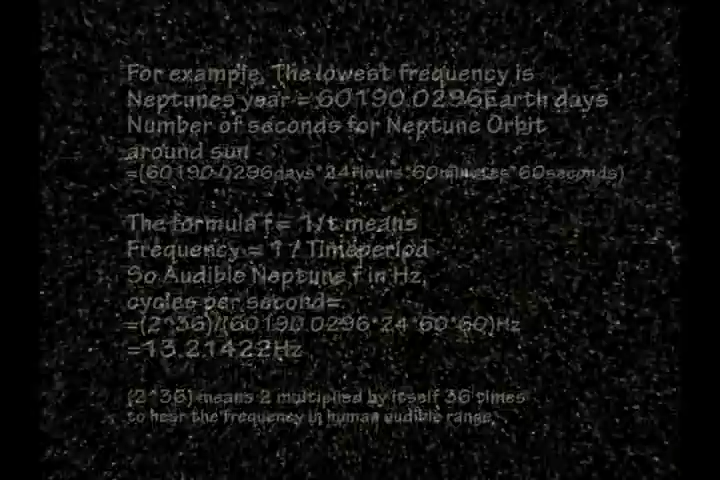 For example, The lowest frequency is
Neptunes year = 60190.0296Earth days
Number of seconds for Neptune Orbit
around sun
=(60190.0296days*24Hours*60minutes*60seconds)
The formula f= 1/t means
Frequency = 1 / Timeperiod
So Audible Neptune f in Hz,
cycles per second=
=(2^36)/(60190.0296*24*60*60)Hz
=13.21422Hz
(2^36) means 2 multiplied by itself 36 times
to hear the frequency in human audible range